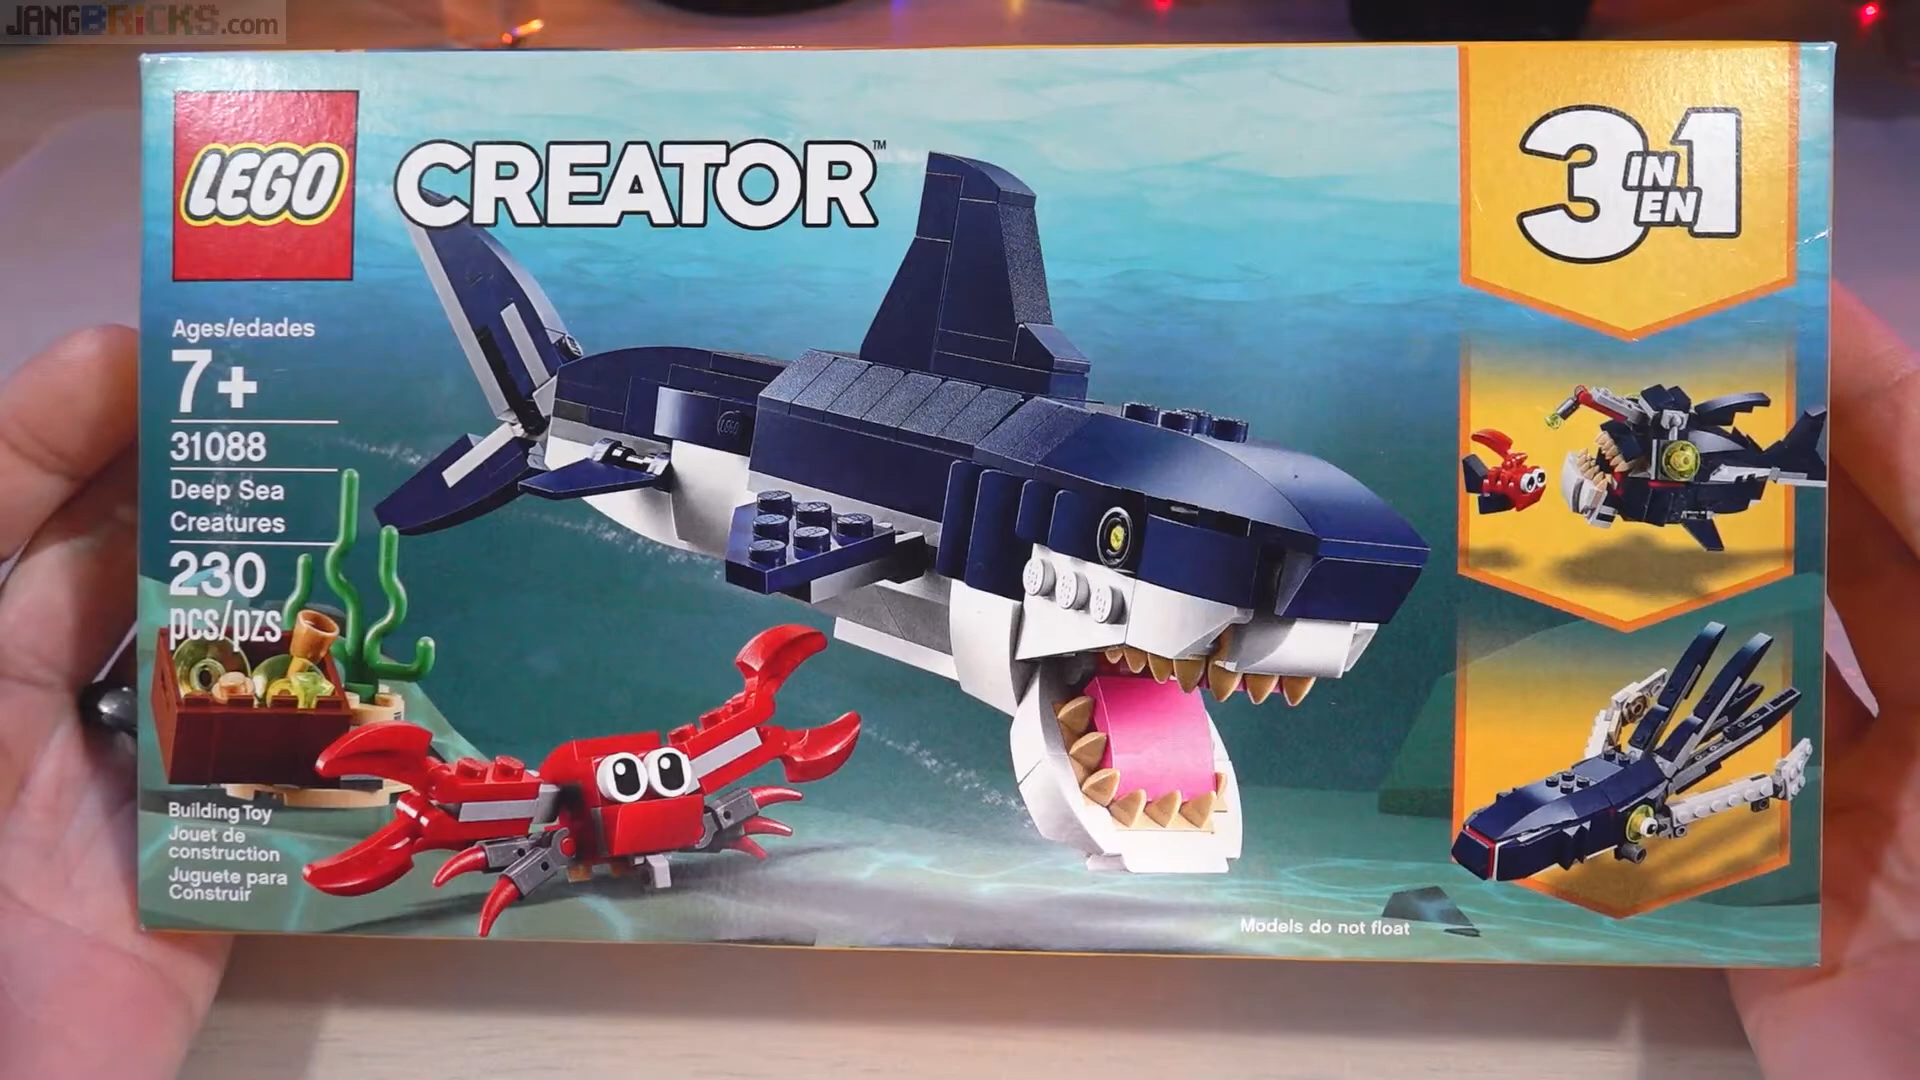 JANGBRiCKS.com
LEGO
CREATOR™
3 IN EN 1
Ages/edades
7+
31088
Deep Sea
Creatures
230
pcs/pzs
LEGO
Building Toy
Jouet de
construction
Juguete para
Construir
Models do not float